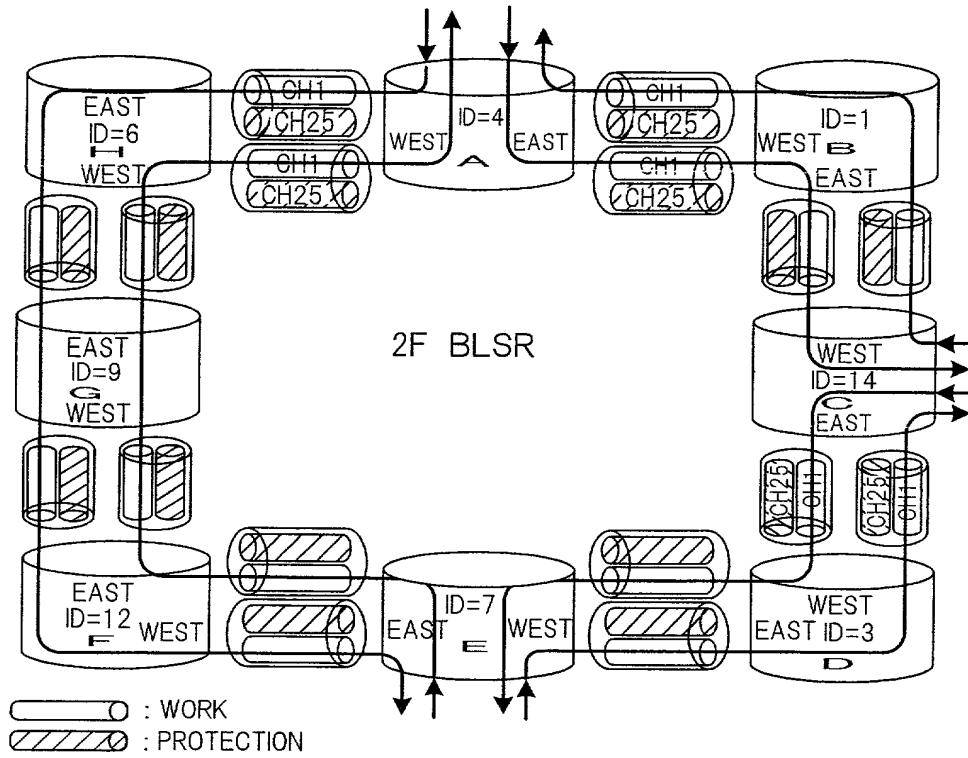 EAST
ID=6
H
WEST
CH1
CH25
CH1
CH25
ID=4
WEST
EAST
A
CH1
CH25
CH1
CH25
ID=1
WEST
B
EAST
EAST
ID=9
G
WEST
2F BLSR
WEST
ID=14
C
EAST
CH25
CH1
CH25
CH1
EAST
ID=12
F
WEST
ID=7
EAST
WEST
E
WEST
EAST ID=3
D
: WORK
: PROTECTION